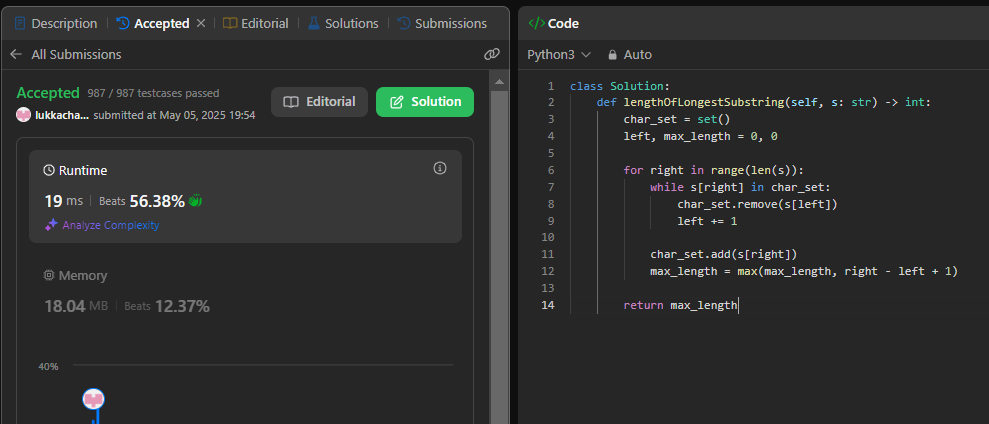 Description
Accepted
Editorial
Solutions
Submissions
All Submissions
Accepted 987 / 987 testcases passed
lukkacha... submitted at May 05, 2025 19:54
Editorial
Solution
Runtime
19 ms Beats 56.38%
Analyze Complexity
Memory
18.04 MB Beats 12.37%
40%
</> Code
Python3 Auto
1 class Solution:
2     def lengthOfLongestSubstring(self, s: str) -> int:
3         char_set = set()
4         left, max_length = 0, 0
5
6         for right in range(len(s)):
7             while s[right] in char_set:
8                 char_set.remove(s[left])
9                 left += 1
10
11             char_set.add(s[right])
12             max_length = max(max_length, right - left + 1)
13
14         return max_length